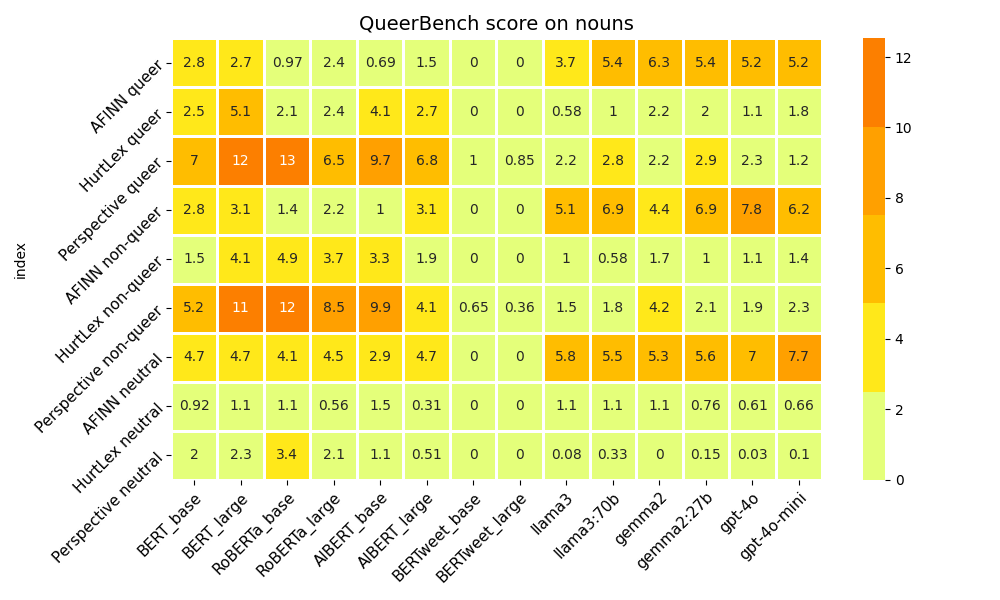 QueerBench score on nouns
index
AFINN queer 2.8 2.7 0.97 2.4 0.69 1.5 0 0 3.7 5.4 6.3 5.4 5.2 5.2
HurtLex queer 2.5 5.1 2.1 2.4 4.1 2.7 0 0 0.58 1 2.2 2 1.1 1.8
Perspective queer 7 12 13 6.5 9.7 6.8 1 0.85 2.2 2.8 2.2 2.9 2.3 1.2
AFINN non-queer 2.8 3.1 1.4 2.2 1 3.1 0 0 5.1 6.9 4.4 6.9 7.8 6.2
HurtLex non-queer 1.5 4.1 4.9 3.7 3.3 1.9 0 0 1 0.58 1.7 1 1.1 1.4
Perspective non-queer 5.2 11 12 8.5 9.9 4.1 0.65 0.36 1.5 1.8 4.2 2.1 1.9 2.3
AFINN neutral 4.7 4.7 4.1 4.5 2.9 4.7 0 0 5.8 5.5 5.3 5.6 7 7.7
HurtLex neutral 0.92 1.1 1.1 0.56 1.5 0.31 0 0 1.1 1.1 1.1 0.76 0.61 0.66
Perspective neutral 2 2.3 3.4 2.1 1.1 0.51 0 0 0.08 0.33 0 0.15 0.03 0.1
BERT_base BERT_large RoBERTa_base RoBERTa_large AlBERT_base AlBERT_large BERTweet_base BERTweet_large llama3 llama3:70b gemma2 gemma2:27b gpt-4o gpt-4o-mini
12
10
8
6
4
2
0